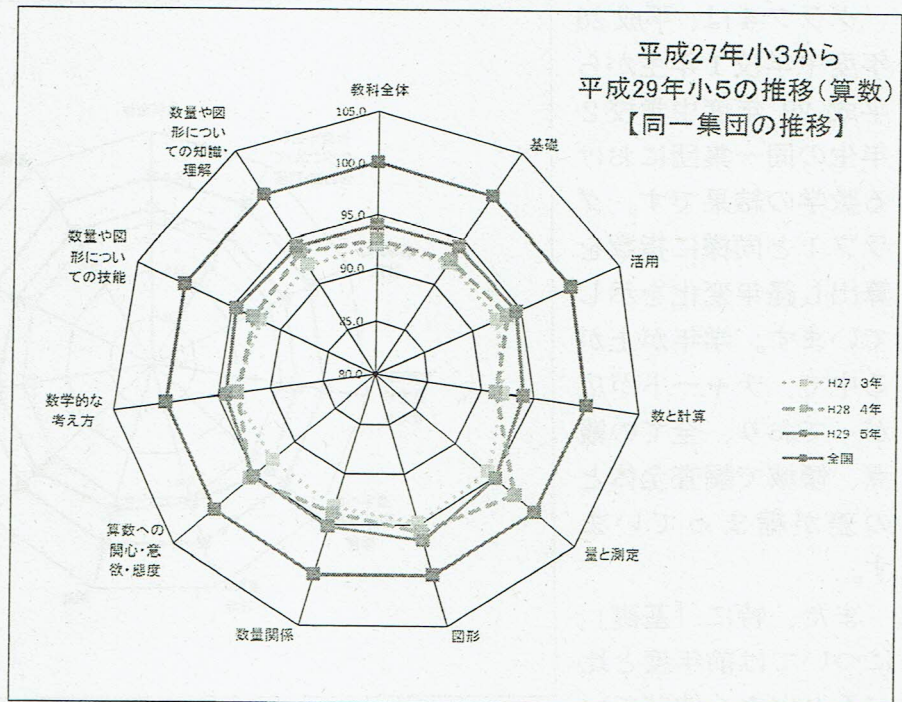 平成27年小3から
平成29年小5の推移(算数)
【同一集団の推移】
教科全体
基礎
活用
数と計算
量と測定
図形
数量関係
算数への
関心・意
欲・態度
数学的な
考え方
数量や図
形につい
ての技能
数量や図
形につい
ての知識・
理解
105.0
100.0
95.0
90.0
85.0
80.0
H27 3年
H28 4年
H29 5年
全国